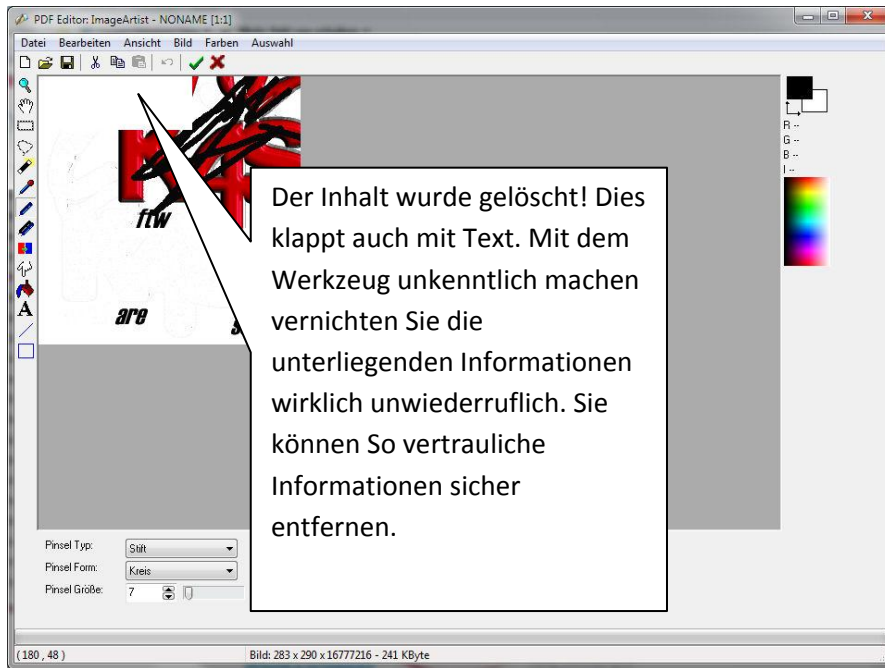 PDF Editor: ImageArtist - NONAME [1:1]
Datei Bearbeiten Ansicht Bild Farben Auswahl
R --
G --
B --
I --
ftw
are
Der Inhalt wurde gelöscht! Dies
klappt auch mit Text. Mit dem
Werkzeug unkenntlich machen
vernichten Sie die
unterliegenden Informationen
wirklich unwiederruflich. Sie
können So vertrauliche
Informationen sicher
entfernen.
A
Pinsel Typ: Stift
Pinsel Form: Kreis
Pinsel Größe: 7
(180 , 48 ) Bild: 283 x 290 x 16777216 - 241 KByte